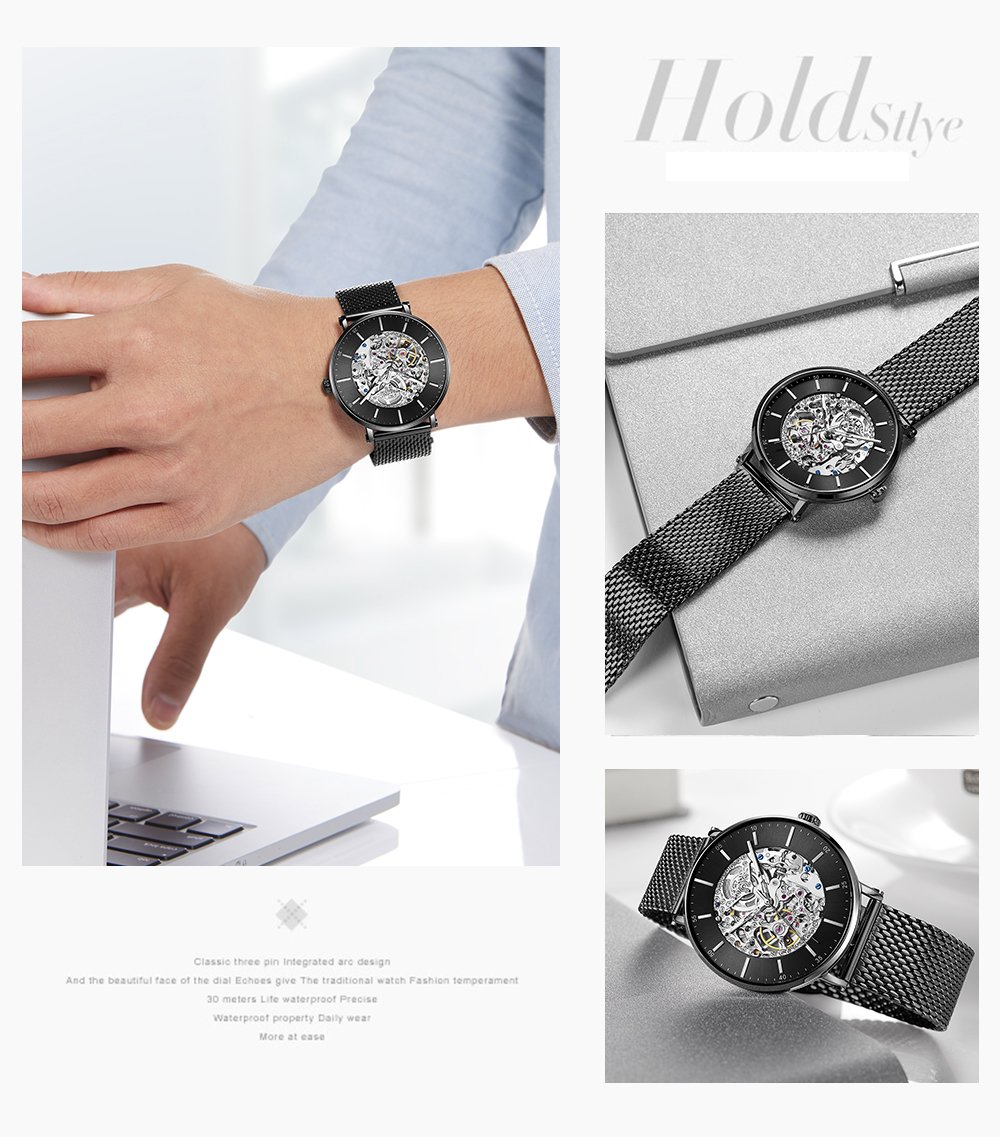 Hold Stlye
Classic three pin Integrated arc design
And the beautiful face of the dial Echoes give The traditional watch Fashion temperament
30 meters Life waterproof Precise
Waterproof property Daily wear
More at ease